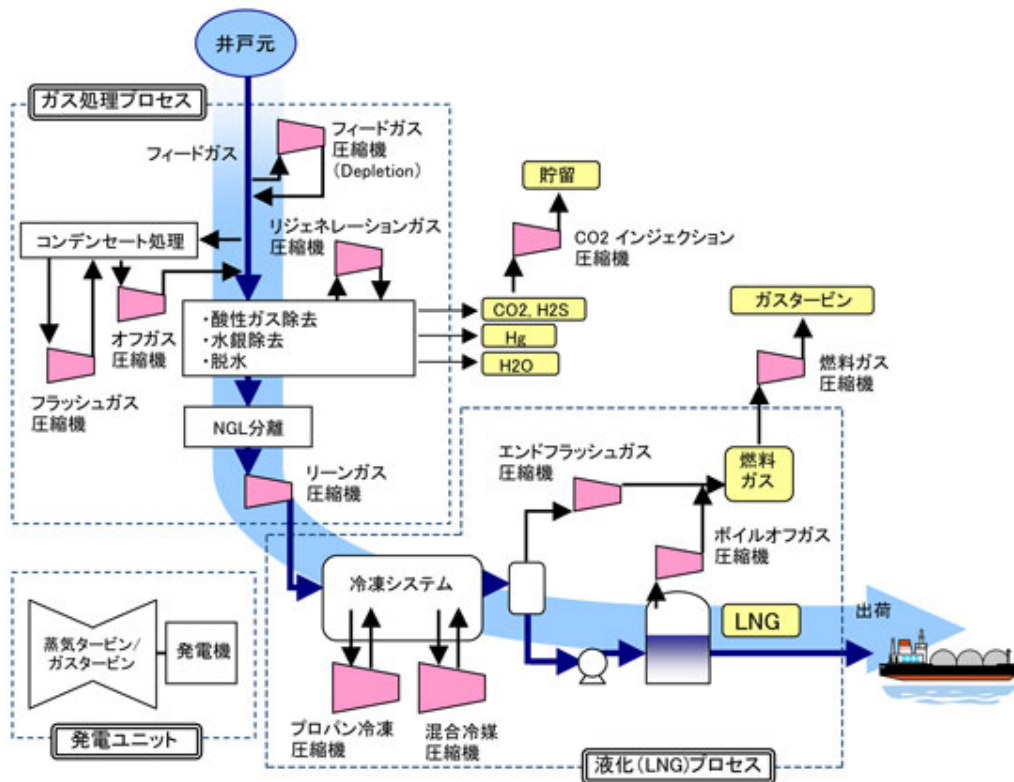 井戸元
ガス処理プロセス
フィードガス
フィードガス
圧縮機
(Depletion)
コンデンセート処理
リジェネレーションガス
圧縮機
オフガス
圧縮機
フラッシュガス
圧縮機
・酸性ガス除去
・水銀除去
・脱水
貯留
CO2 インジェクション
圧縮機
CO2, H2S
Hg
H2O
ガスタービン
燃料ガス
圧縮機
NGL分離
リーンガス
圧縮機
エンドフラッシュガス
圧縮機
燃料
ガス
ボイルオフガス
圧縮機
冷凍システム
LNG
出荷
蒸気タービン/
ガスタービン
発電機
発電ユニット
プロパン冷凍
圧縮機
混合冷媒
圧縮機
液化(LNG)プロセス